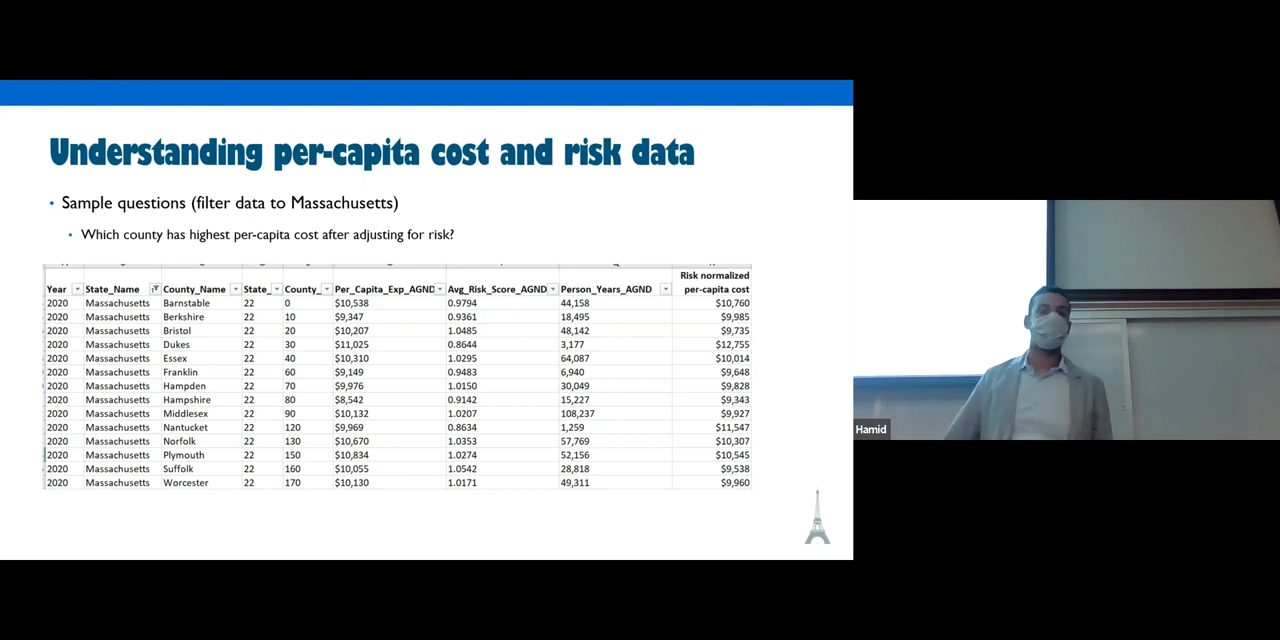 Understanding per-capita cost and risk data
• Sample questions (filter data to Massachusetts)
• Which county has highest per-capita cost after adjusting for risk?
Risk normalized
Year State_Name County_Name State_ County_ Per_Capita_Exp_AGND Avg_Risk_Score_AGND Person_Years_AGND per-capita cost
2020 Massachusetts Barnstable 22 0 $10,538 0.9794 44,158 $10,760
2020 Massachusetts Berkshire 22 10 $9,347 0.9361 18,495 $9,985
2020 Massachusetts Bristol 22 20 $10,207 1.0485 48,142 $9,735
2020 Massachusetts Dukes 22 30 $11,025 0.8644 3,177 $12,755
2020 Massachusetts Essex 22 40 $10,310 1.0295 64,087 $10,014
2020 Massachusetts Franklin 22 60 $9,149 0.9483 6,940 $9,648
2020 Massachusetts Hampden 22 70 $9,976 1.0150 30,049 $9,828
2020 Massachusetts Hampshire 22 80 $8,542 0.9142 15,227 $9,343
2020 Massachusetts Middlesex 22 90 $10,132 1.0207 108,237 $9,927
2020 Massachusetts Nantucket 22 120 $9,969 0.8634 1,259 $11,547
2020 Massachusetts Norfolk 22 130 $10,670 1.0353 57,769 $10,307
2020 Massachusetts Plymouth 22 150 $10,834 1.0274 52,156 $10,545
2020 Massachusetts Suffolk 22 160 $10,055 1.0542 28,818 $9,538
2020 Massachusetts Worcester 22 170 $10,130 1.0171 49,311 $9,960
Hamid